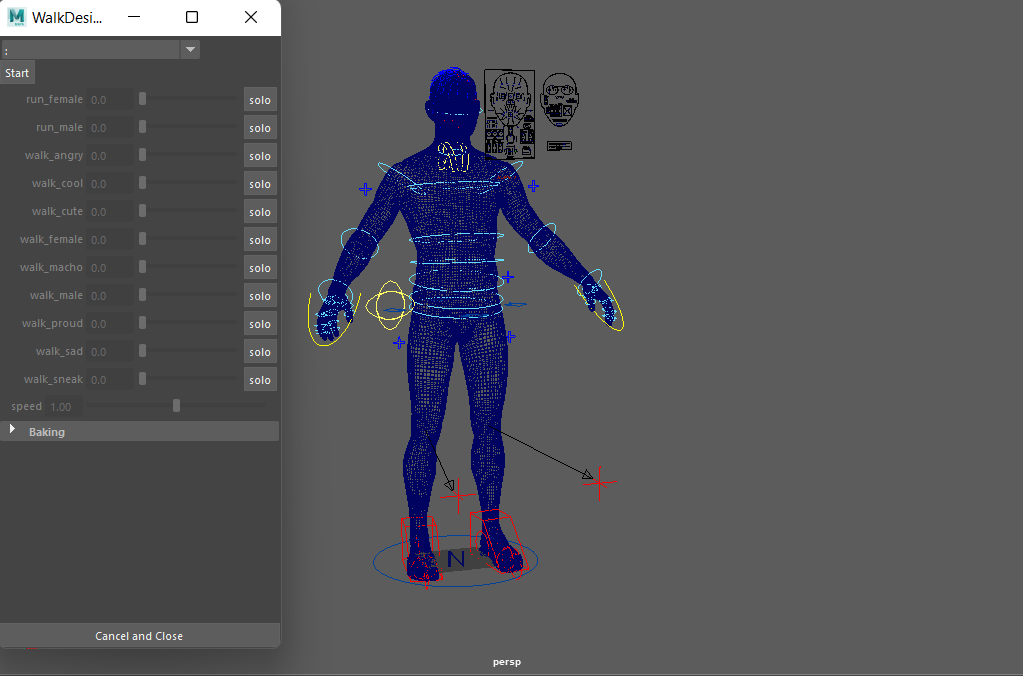 M WalkDesi...
:
Start
run_female 0.0 solo
run_male 0.0 solo
walk_angry 0.0 solo
walk_cool 0.0 solo
walk_cute 0.0 solo
walk_female 0.0 solo
walk_macho 0.0 solo
walk_male 0.0 solo
walk_proud 0.0 solo
walk_sad 0.0 solo
walk_sneak 0.0 solo
speed 1.00
Baking
N
Cancel and Close
persp